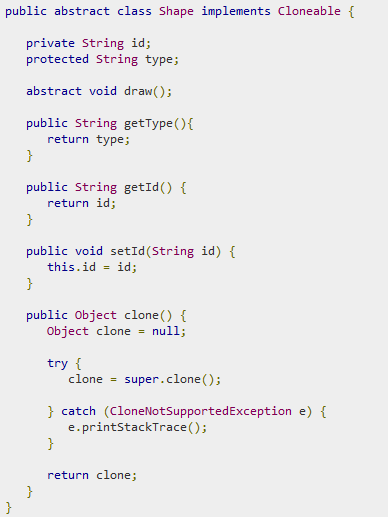 public abstract class Shape implements Cloneable {
private String id;
protected String type;
abstract void draw();
public String getType(){
return type;
}
public String getId() {
return id;
}
public void setId(String id) {
this.id = id;
}
public Object clone() {
Object clone = null;
try {
clone = super.clone();
} catch (CloneNotSupportedException e) {
e.printStackTrace();
}
return clone;
}
}